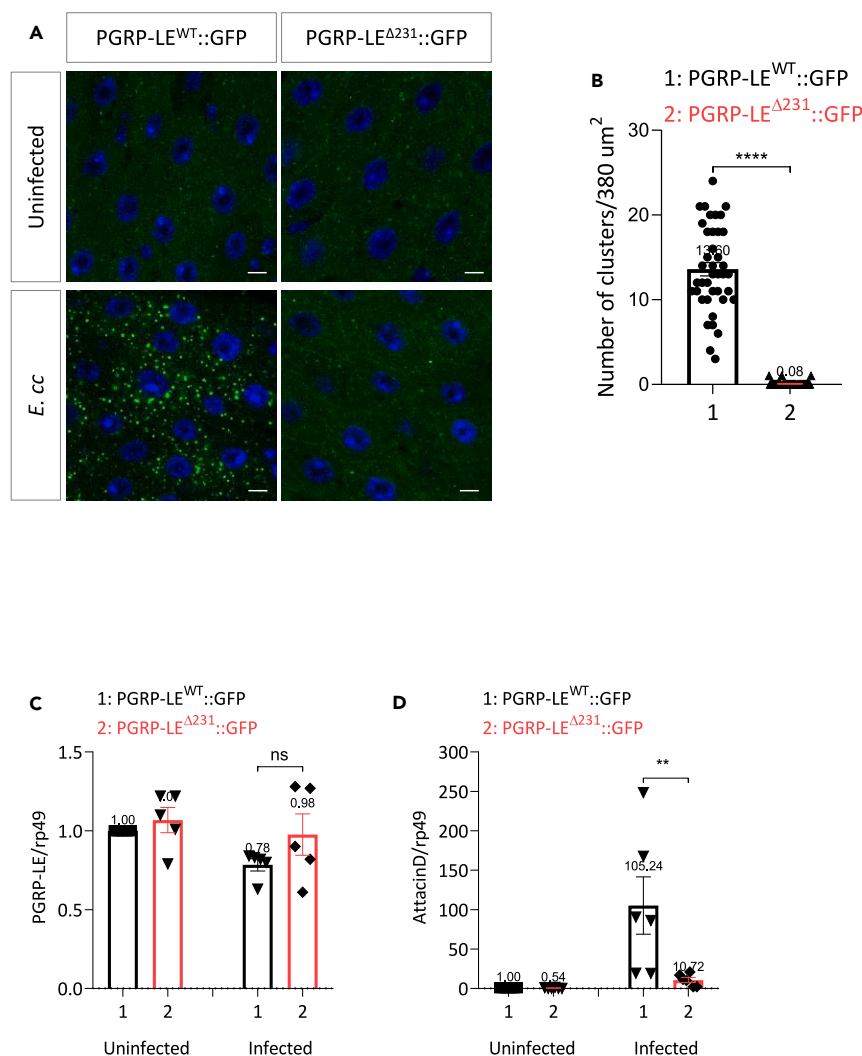 A
PGRP-LE^WT::GFP
PGRP-LE^Δ231::GFP
Uninfected
E. cc
B
1: PGRP-LE^WT::GFP
2: PGRP-LE^Δ231::GFP
Number of clusters/380 um²
30
20
10
0
****
13.60
0.08
1 2
C
1: PGRP-LE^WT::GFP
2: PGRP-LE^Δ231::GFP
PGRP-LE/rp49
1.5
1.0
0.5
0.0
ns
1.00
0.78
0.98
1 2 1 2
Uninfected Infected
D
1: PGRP-LE^WT::GFP
2: PGRP-LE^Δ231::GFP
AttacinD/rp49
300
250
200
150
100
50
0
**
1.00
0.54
105.24
10.72
1 2 1 2
Uninfected Infected